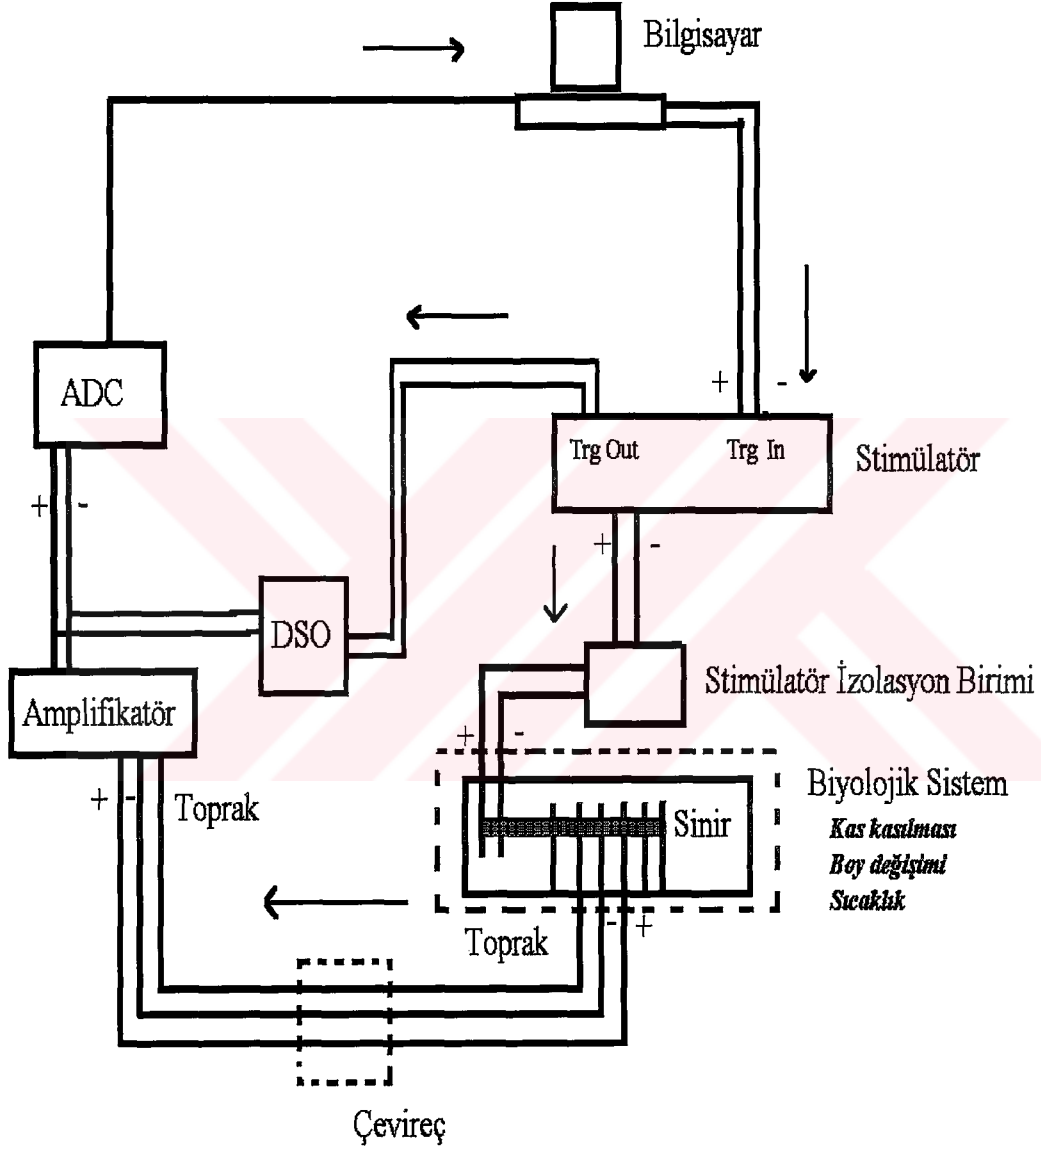 Bilgisayar
ADC
+ -
Trg Out Trg In
Stimülatör
+ -
+ -
DSO
Amplifikatör
Stimülatör İzolasyon Birimi
+ -
+ - Toprak
Sinir
Biyolojik Sistem
Kas kasılması
Boy değişimi
Sıcaklık
- +
Toprak
Çevireç